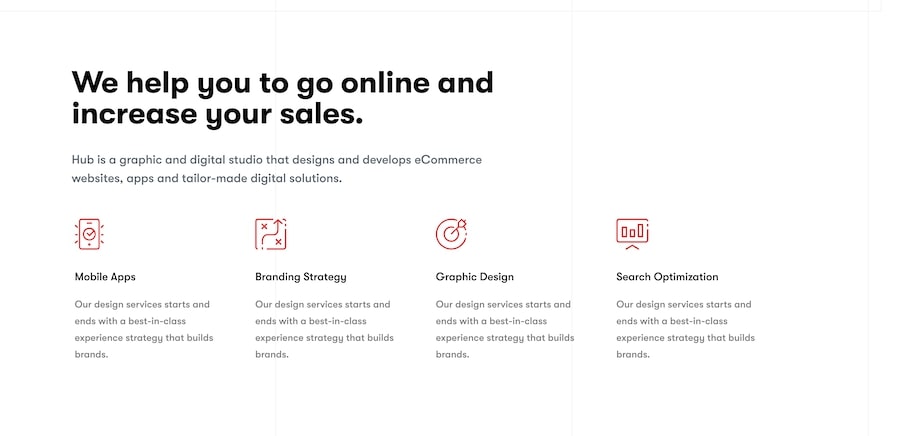 We help you to go online and
increase your sales.
Hub is a graphic and digital studio that designs and develops eCommerce
websites, apps and tailor-made digital solutions.
Mobile Apps
Our design services starts and
ends with a best-in-class
experience strategy that builds
brands.
Branding Strategy
Our design services starts and
ends with a best-in-class
experience strategy that builds
brands.
Graphic Design
Our design services starts and
ends with a best-in-class
experience strategy that builds
brands.
Search Optimization
Our design services starts and
ends with a best-in-class
experience strategy that builds
brands.